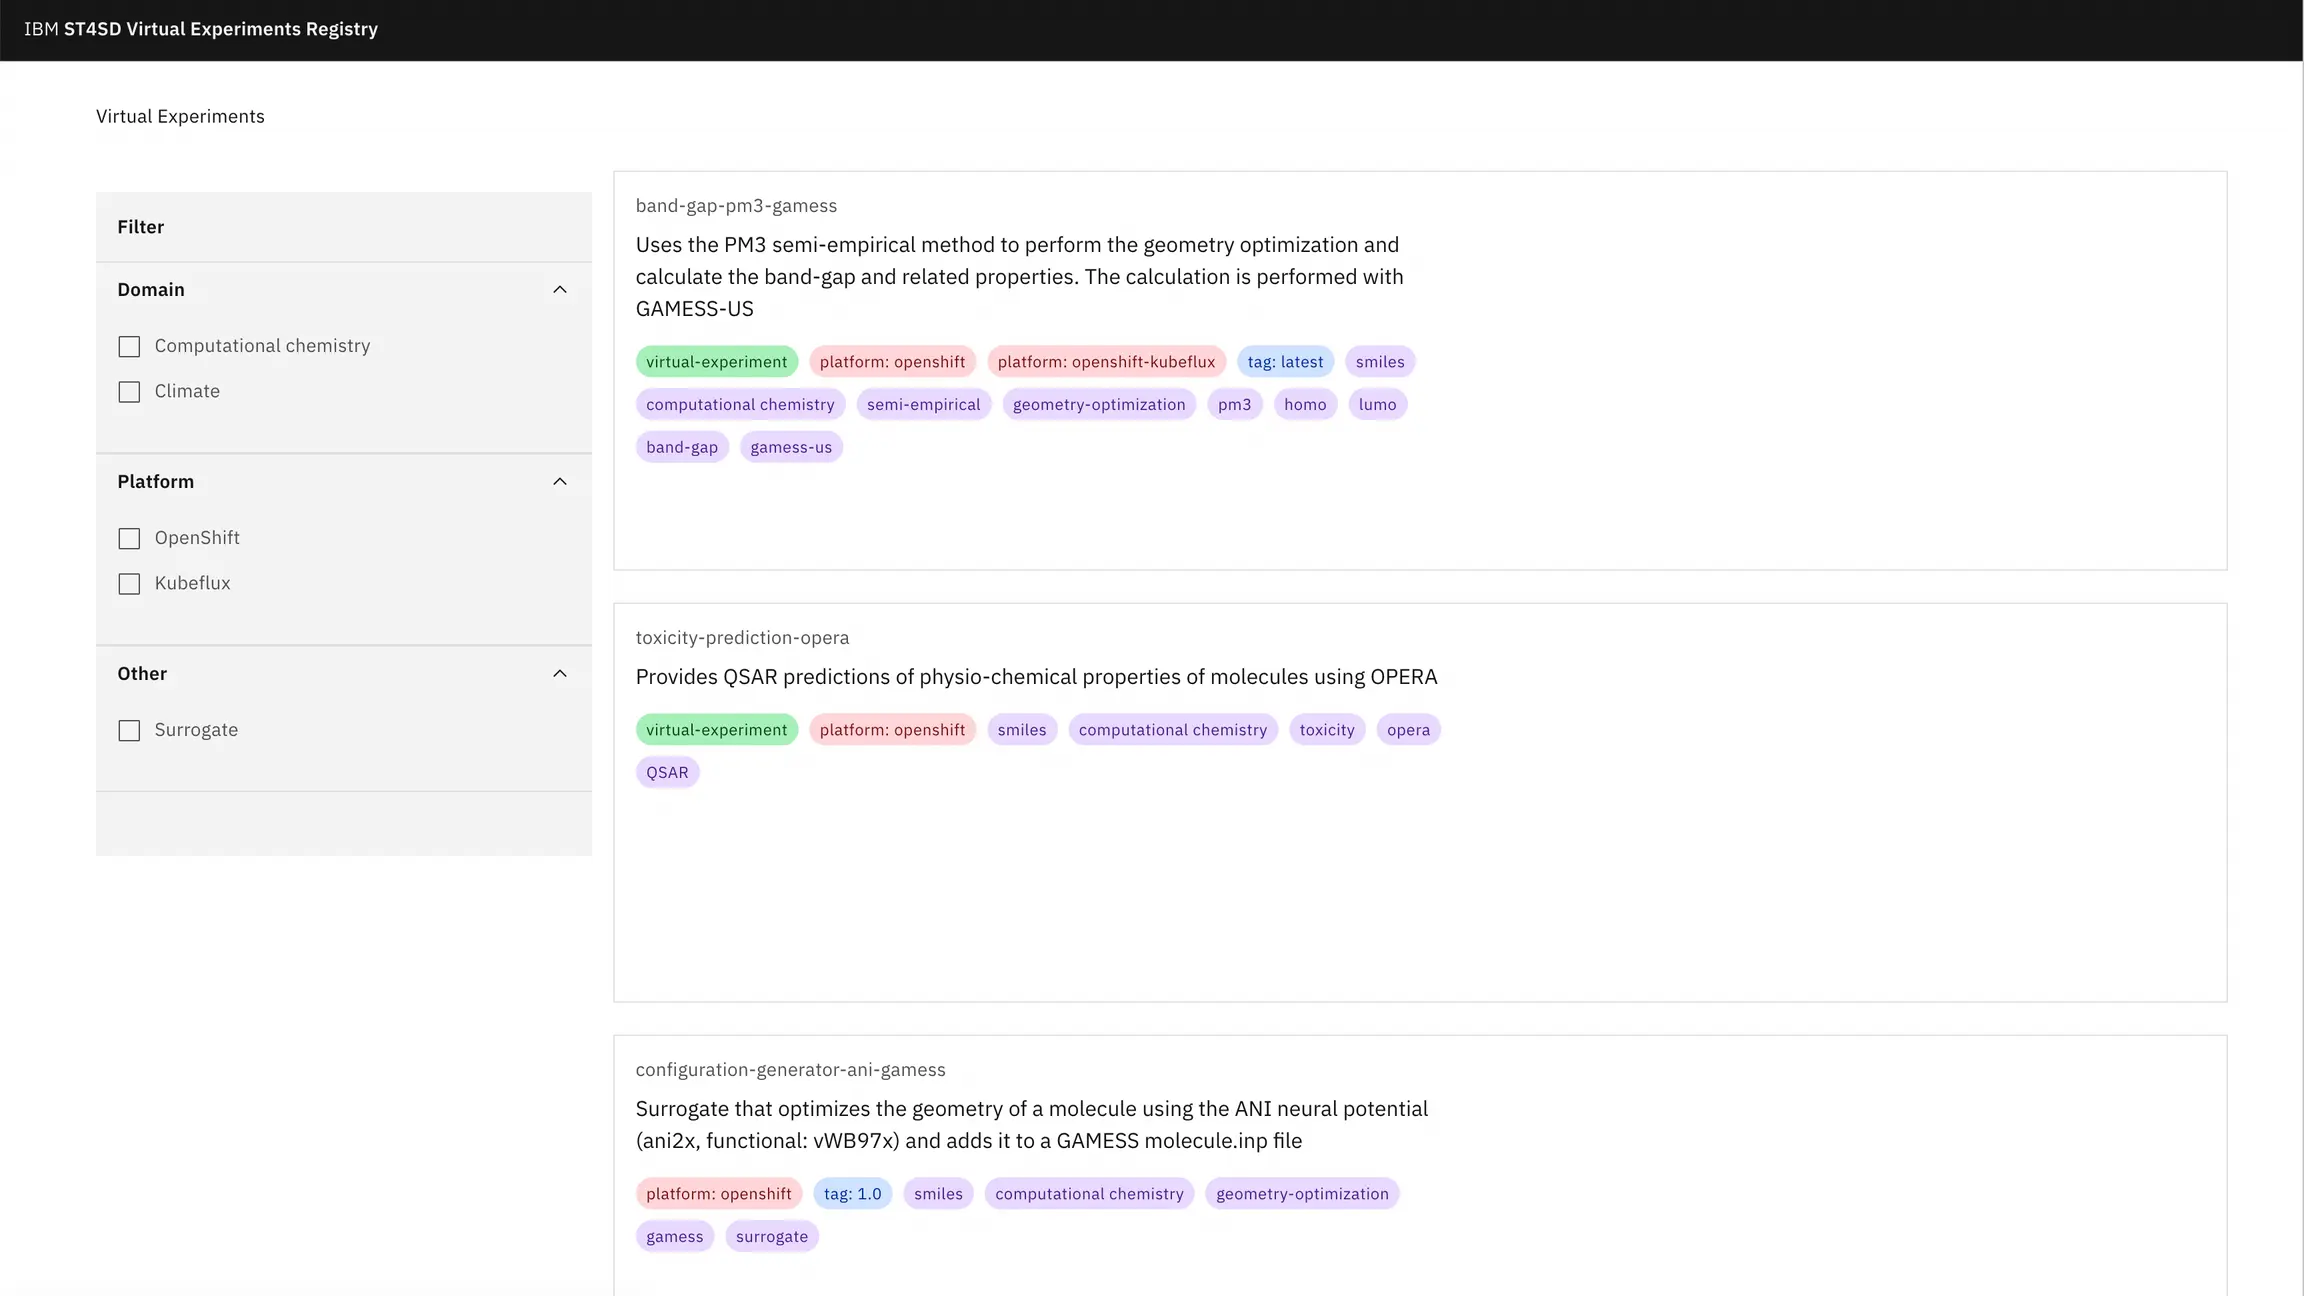 IBM ST4SD Virtual Experiments Registry
Virtual Experiments
Filter
Domain
Computational chemistry
Climate
Platform
OpenShift
Kubeflux
Other
Surrogate
band-gap-pm3-gamess
Uses the PM3 semi-empirical method to perform the geometry optimization and
calculate the band-gap and related properties. The calculation is performed with
GAMESS-US
virtual-experiment platform: openshift platform: openshift-kubeflux tag: latest smiles
computational chemistry semi-empirical geometry-optimization pm3 homo lumo
band-gap gamess-us
toxicity-prediction-opera
Provides QSAR predictions of physio-chemical properties of molecules using OPERA
virtual-experiment platform: openshift smiles computational chemistry toxicity opera
QSAR
configuration-generator-ani-gamess
Surrogate that optimizes the geometry of a molecule using the ANI neural potential
(ani2x, functional: vWB97x) and adds it to a GAMESS molecule.inp file
platform: openshift tag: 1.0 smiles computational chemistry geometry-optimization
gamess surrogate